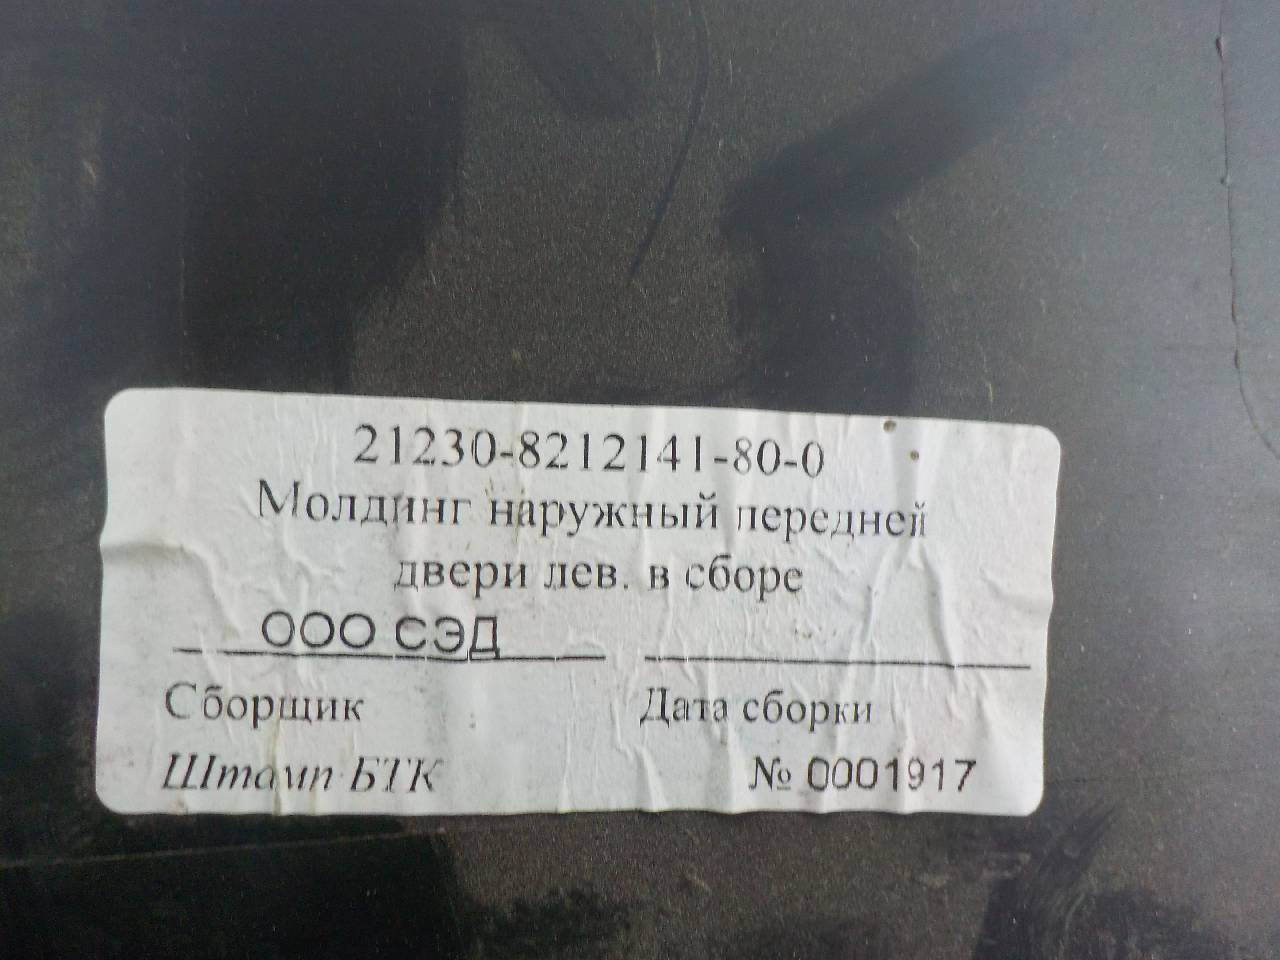 21230-8212141-80-0
Молдинг наружный передней
двери лев. в сборе
ООО СЭД
Сборщик Дата сборки
Штамп БТК № 0001917